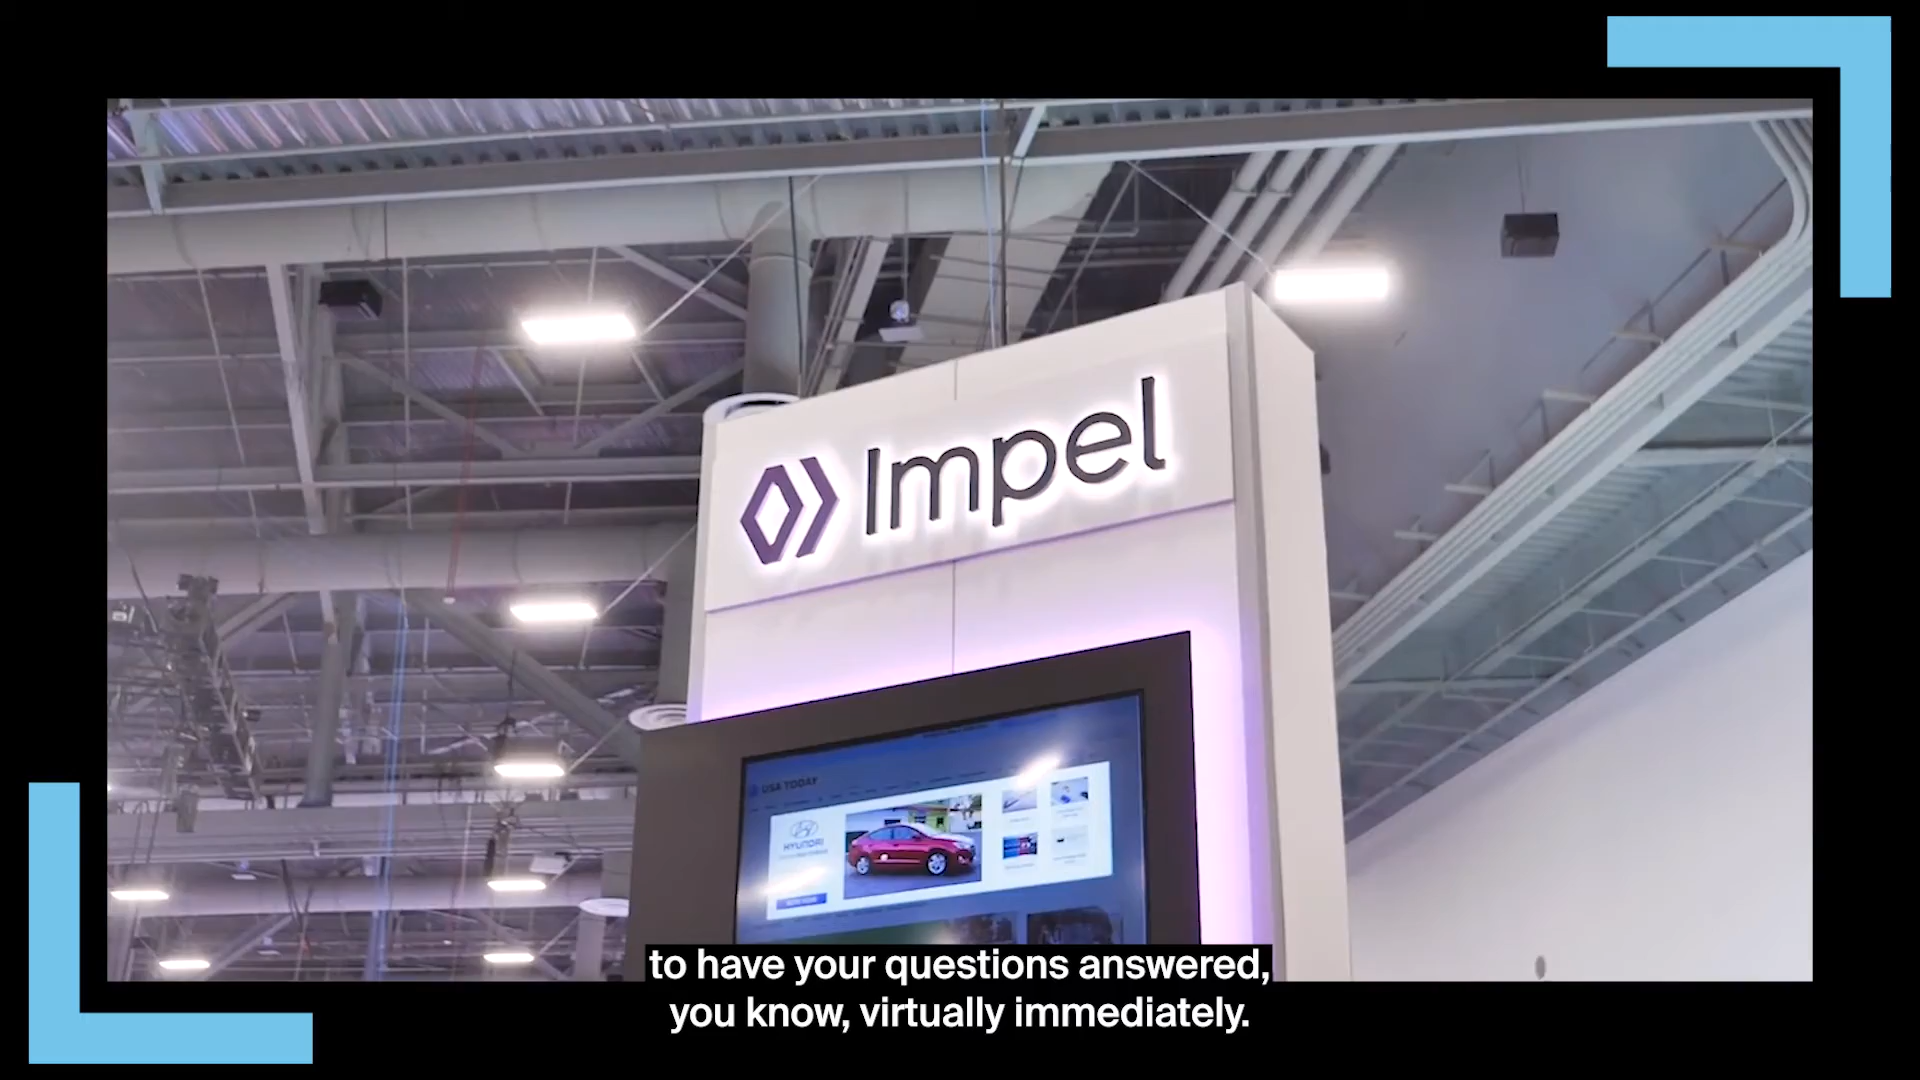 Impel
USA TODAY
HYUNDAI
to have your questions answered,
you know, virtually immediately.